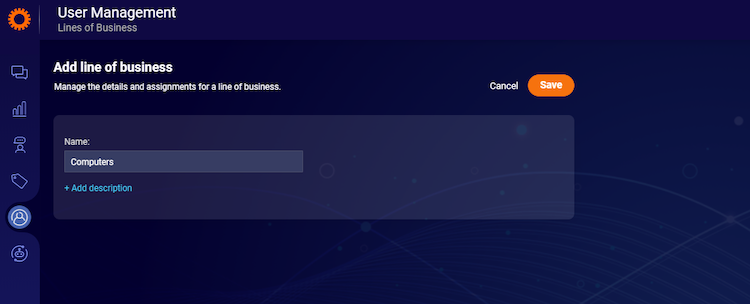 User Management
Lines of Business
Add line of business
Manage the details and assignments for a line of business.
Cancel
Save
Name:
Computers
+ Add description